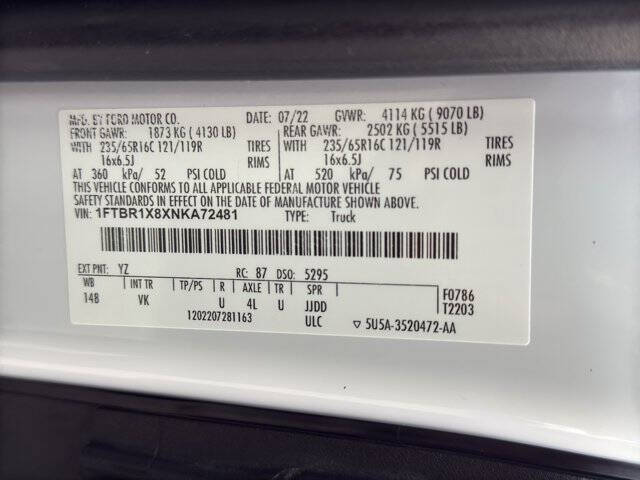 MFG. BY FORD MOTOR CO. DATE: 07/22 GVWR: 4114 KG (9070 LB)
FRONT GAWR: 1873 KG (4130 LB) REAR GAWR: 2502 KG (5515 LB)
WITH 235/65R16C 121/119R TIRES WITH 235/65R16C 121/119R TIRES
16x6.5J RIMS 16x6.5J RIMS
AT 360 kPa/ 52 PSI COLD AT 520 kPa/ 75 PSI COLD
THIS VEHICLE CONFORMS TO ALL APPLICABLE FEDERAL MOTOR VEHICLE
SAFETY STANDARDS IN EFFECT ON THE DATE OF MANUFACTURE SHOWN ABOVE.
VIN: 1FTBR1X8XNKA72481 TYPE: Truck
EXT PNT: YZ RC: 87 DSO: 5295
WB INT TR TP/PS R AXLE TR SPR F0786
148 VK U 4L U JJDD T2203
1202207281163 ULC ▽ 5U5A-3520472-AA